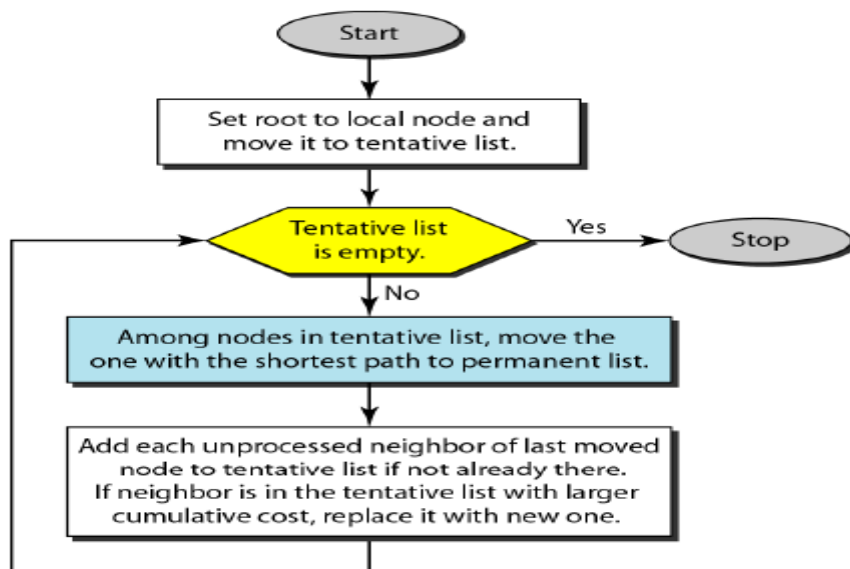 Start
Set root to local node and
move it to tentative list.
Tentative list
is empty.
Yes
Stop
No
Among nodes in tentative list, move the
one with the shortest path to permanent list.
Add each unprocessed neighbor of last moved
node to tentative list if not already there.
If neighbor is in the tentative list with larger
cumulative cost, replace it with new one.